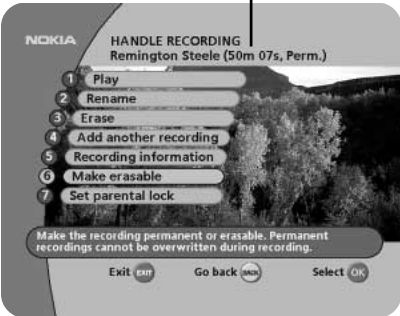 NOKIA
HANDLE RECORDING
Remington Steele (50m 07s, Perm.)
1 Play
2 Rename
3 Erase
4 Add another recording
5 Recording information
6 Make erasable
7 Set parental lock
Make the recording permanent or erasable. Permanent
recordings cannot be overwritten during recording.
Exit EXIT Go back BACK Select OK